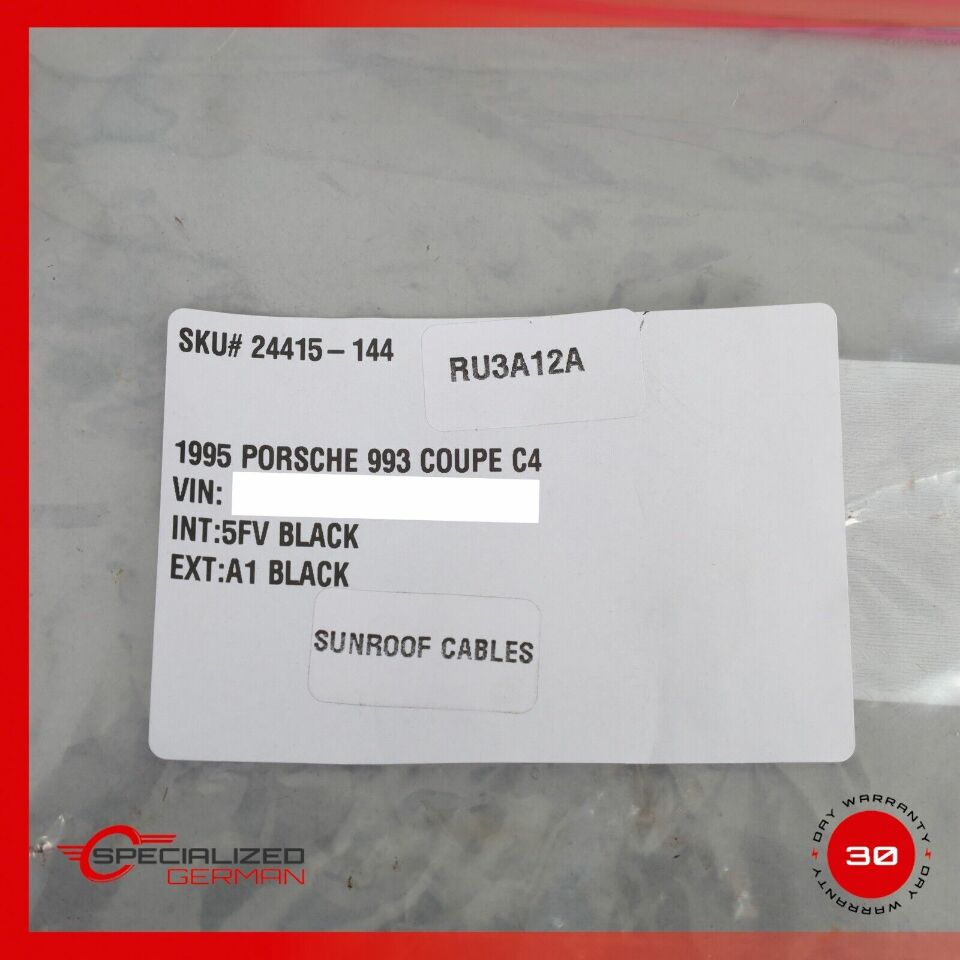 SKU# 24415-144
RU3A12A
1995 PORSCHE 993 COUPE C4
VIN:
INT:5FV BLACK
EXT:A1 BLACK
SUNROOF CABLES
SPECIALIZED
GERMAN
DAY WARRANTY
30
DAY WARRANTY